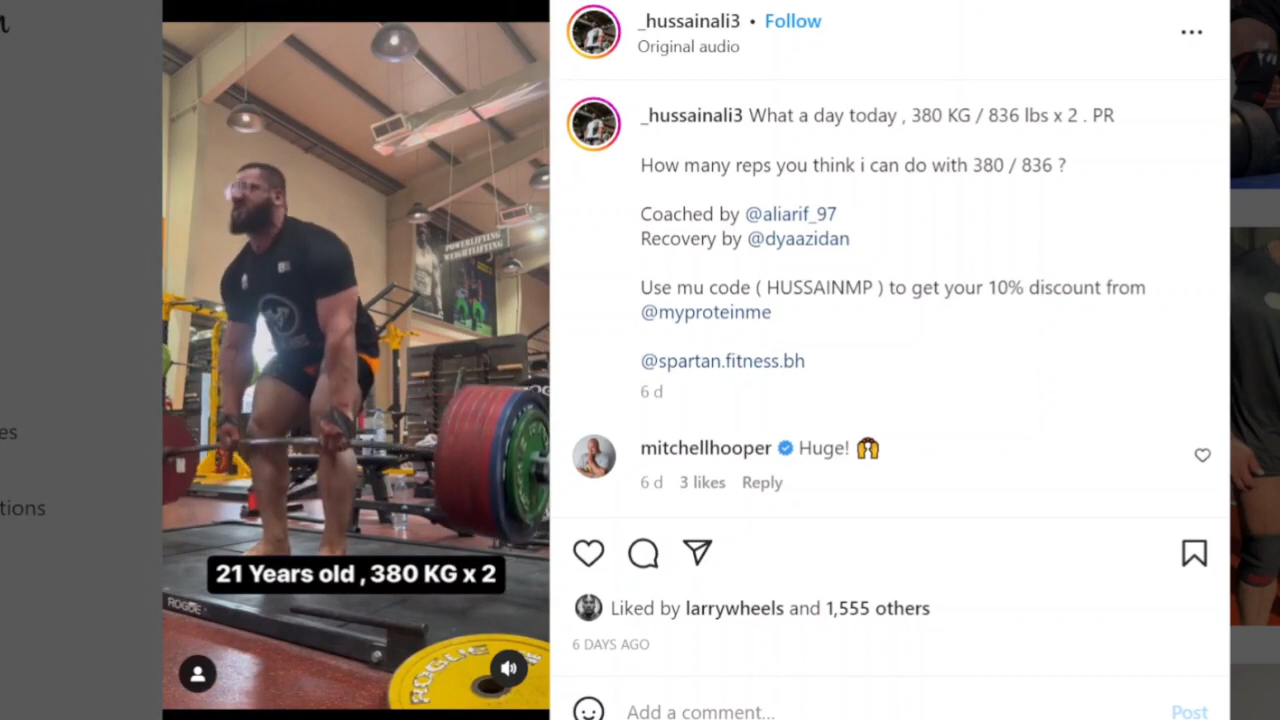 _hussainali3 • Follow
Original audio
_hussainali3 What a day today , 380 KG / 836 lbs x 2 . PR
How many reps you think i can do with 380 / 836 ?
Coached by @aliarif_97
Recovery by @dyaazidan
Use mu code ( HUSSAINMP ) to get your 10% discount from
@myproteinme
@spartan.fitness.bh
6 d
mitchellhooper Huge!
6 d 3 likes Reply
Liked by larrywheels and 1,555 others
6 DAYS AGO
Add a comment... Post
POWERLIFTING
WEIGHTLIFTING
21 Years old , 380 KG x 2
ROGUE
ROGUE
es
tions